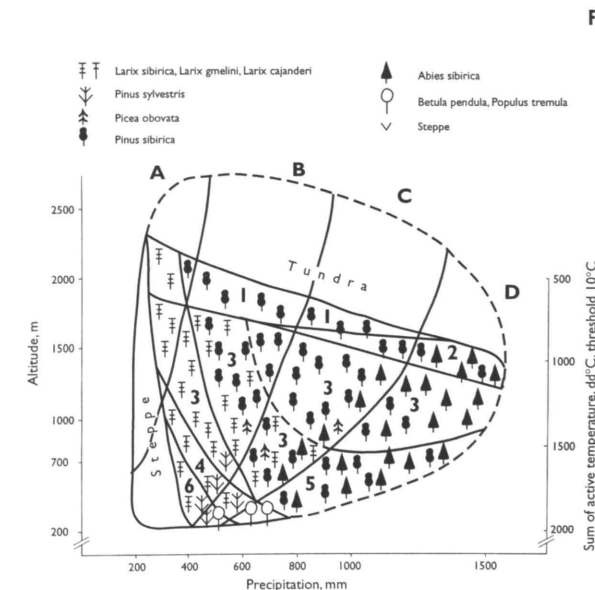 F
Larix sibirica, Larix gmelini, Larix cajanderi
Pinus sylvestris
Picea obovata
Pinus sibirica
Abies sibirica
Betula pendula, Populus tremula
Steppe
A
B
C
D
Tundra
1
1
2
3
3
3
3
3
4
5
6
Steppe
Altitude, m
2500
2000
1500
1000
700
200
Sum of active temperature, dd°C, threshold 10°C
500
1000
1500
2000
200 400 600 800 1000 1500
Precipitation, mm